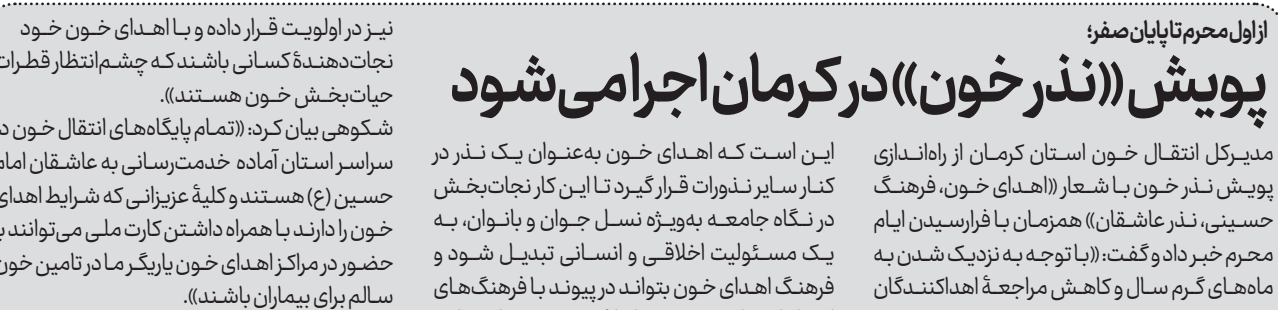 از اول محرم تا پایان صفر؛
پویش «نذر خون» در کرمان اجرا می‌شود
مدیرکل انتقال خون استان کرمان از راه‌اندازی
پویش نذر خون با شعار «اهدای خون، فرهنگ
حسینی، نذر عاشقان» همزمان با فرارسیدن ایام
محرم خبر داد و گفت: «با توجه به نزدیک شدن به
ماه‌های گرم سال و کاهش مراجعهٔ اهداکنندگان
این است که اهدای خون به‌عنوان یک نذر در
کنار سایر نذورات قرار گیرد تا این کار نجات‌بخش
در نگاه جامعه به‌ویژه نسل جوان و بانوان، به
یک مسئولیت اخلاقی و انسانی تبدیل شود و
فرهنگ اهدای خون بتواند در پیوند با فرهنگ‌های
نیز در اولویت قرار داده و با اهدای خون خود
نجات‌دهندهٔ کسانی باشند که چشم‌انتظار قطرات
حیات‌بخش خون هستند».
شکوهی بیان کرد: «تمام پایگاه‌های انتقال خون
سراسر استان آماده خدمت‌رسانی به عاشقان امام
حسین (ع) هستند و کلیهٔ عزیزانی که شرایط اهدای
خون را دارند با همراه داشتن کارت ملی می‌توانند
حضور در مراکز اهدای خون یاریگر ما در تامین خون
سالم برای بیماران باشند».